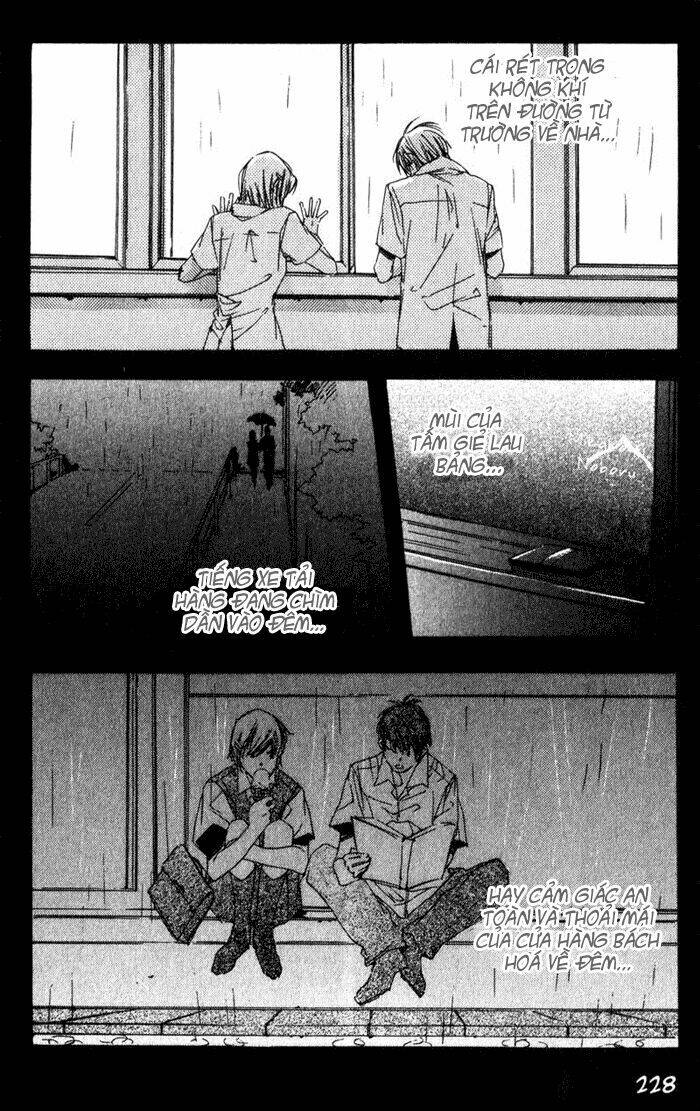 CÁI RÉT TRONG
KHÔNG KHÍ
TRÊN ĐƯỜNG TỪ
TRƯỜNG VỀ NHÀ...
MÙI CỦA
TẤM GIẺ LAU
BẢNG...
Noboru
TIẾNG XE TẢI
HÀNG ĐANG CHÌM
DẦN VÀO ĐÊM...
HAY CẢM GIÁC AN
TOÀN VÀ THOẢI MÁI
CỦA CỬA HÀNG BÁCH
HOÁ VỀ ĐÊM...
228